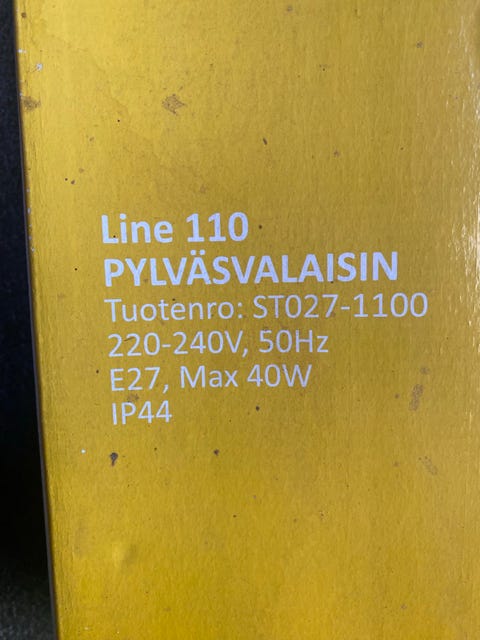 Line 110
PYLVÄSVALAISIN
Tuotenro: ST027-1100
220-240V, 50Hz
E27, Max 40W
IP44